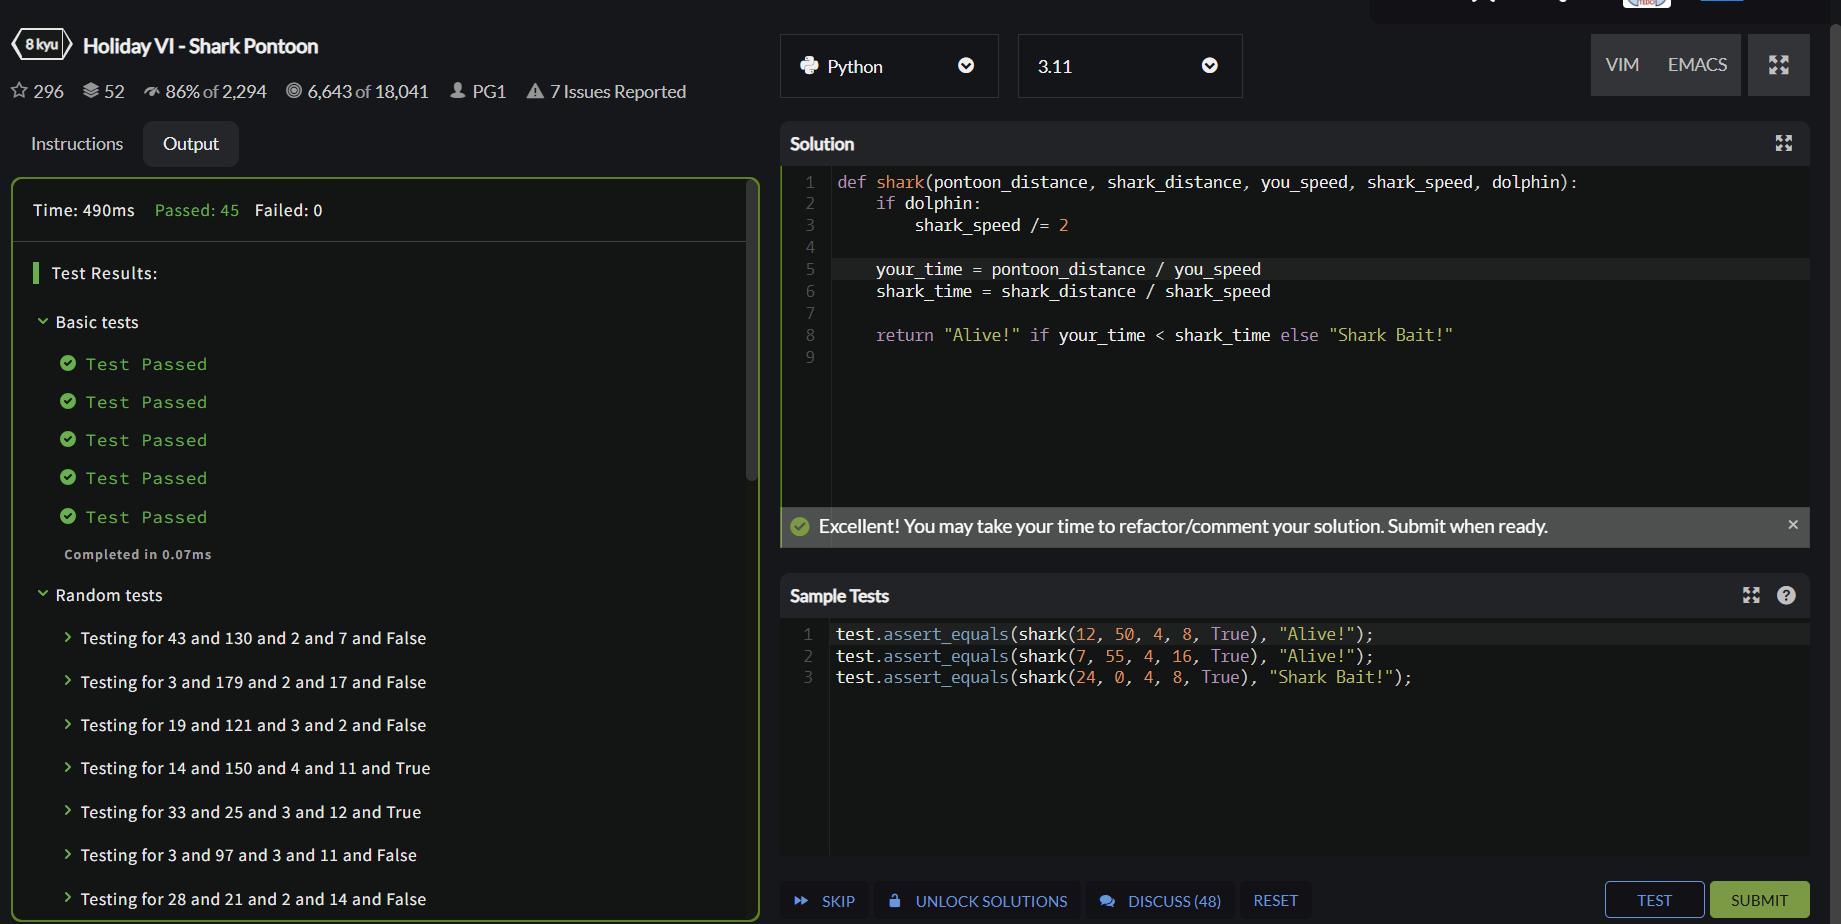 8 kyu
Holiday VI - Shark Pontoon
296 52 86% of 2,294 6,643 of 18,041 PG1 7 Issues Reported
Instructions Output
Time: 490ms Passed: 45 Failed: 0
Test Results:
Basic tests
Test Passed
Test Passed
Test Passed
Test Passed
Test Passed
Completed in 0.07ms
Random tests
Testing for 43 and 130 and 2 and 7 and False
Testing for 3 and 179 and 2 and 17 and False
Testing for 19 and 121 and 3 and 2 and False
Testing for 14 and 150 and 4 and 11 and True
Testing for 33 and 25 and 3 and 12 and True
Testing for 3 and 97 and 3 and 11 and False
Testing for 28 and 21 and 2 and 14 and False
Python 3.11 VIM EMACS
Solution
1 def shark(pontoon_distance, shark_distance, you_speed, shark_speed, dolphin):
2 if dolphin:
3 shark_speed /= 2
4
5 your_time = pontoon_distance / you_speed
6 shark_time = shark_distance / shark_speed
7
8 return "Alive!" if your_time < shark_time else "Shark Bait!"
9
Excellent! You may take your time to refactor/comment your solution. Submit when ready. ×
Sample Tests ?
1 test.assert_equals(shark(12, 50, 4, 8, True), "Alive!");
2 test.assert_equals(shark(7, 55, 4, 16, True), "Alive!");
3 test.assert_equals(shark(24, 0, 4, 8, True), "Shark Bait!");
SKIP UNLOCK SOLUTIONS DISCUSS (48) RESET TEST SUBMIT